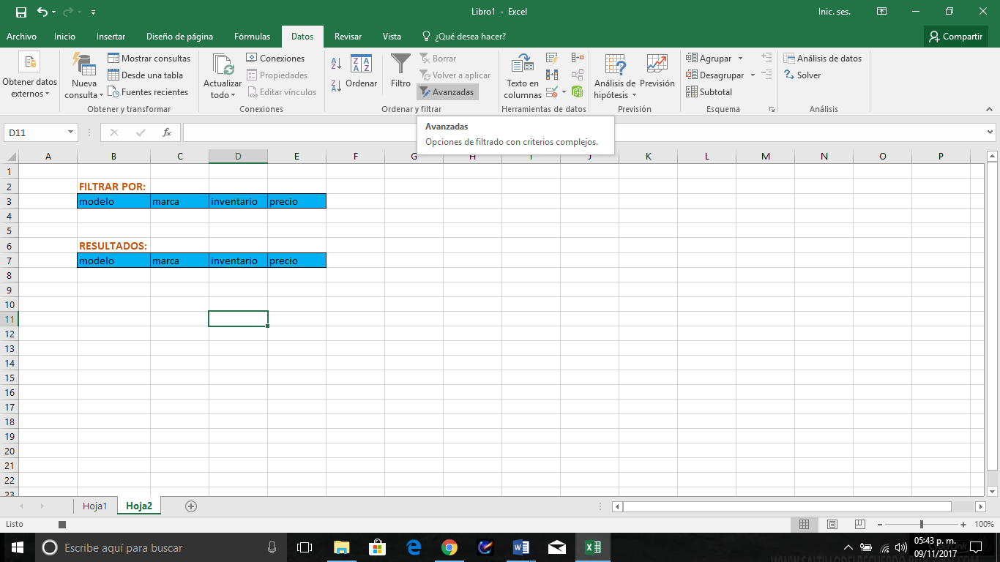 Libro1 - Excel
Inic. ses.
Archivo Inicio Insertar Diseño de página Fórmulas Datos Revisar Vista ¿Qué desea hacer? Compartir
Obtener datos externos
Nueva consulta
Mostrar consultas
Desde una tabla
Fuentes recientes
Obtener y transformar
Actualizar todo
Conexiones
Propiedades
Editar vínculos
Conexiones
Ordenar
Filtro
Borrar
Volver a aplicar
Avanzadas
Ordenar y filtrar
Texto en columnas
Herramientas de datos
Análisis de hipótesis
Previsión
Previsión
Agrupar
Desagrupar
Subtotal
Esquema
Análisis de datos
Solver
Análisis
D11
fx
Avanzadas
Opciones de filtrado con criterios complejos.
A B C D E F G H I J K L M N O P
1
2 FILTRAR POR:
3 modelo marca inventario precio
4
5
6 RESULTADOS:
7 modelo marca inventario precio
8
9
10
11
12
13
14
15
16
17
18
19
20
21
22
23
Hoja1 Hoja2
Listo
100%
Escribe aquí para buscar
05:43 p. m.
09/11/2017